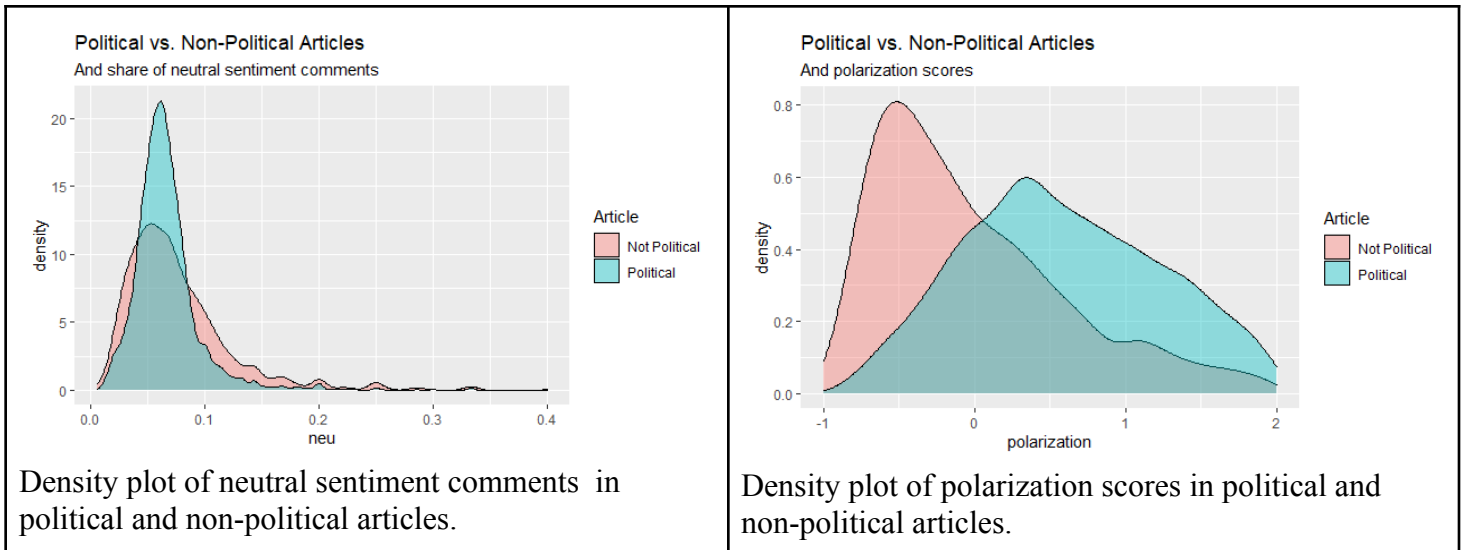 Political vs. Non-Political Articles
And share of neutral sentiment comments
20
15
10
5
0
density
0.0 0.1 0.2 0.3 0.4
neu
Article
Not Political
Political
Density plot of neutral sentiment comments in
political and non-political articles.
Political vs. Non-Political Articles
And polarization scores
0.8
0.6
0.4
0.2
0.0
density
-1 0 1 2
polarization
Article
Not Political
Political
Density plot of polarization scores in political and
non-political articles.